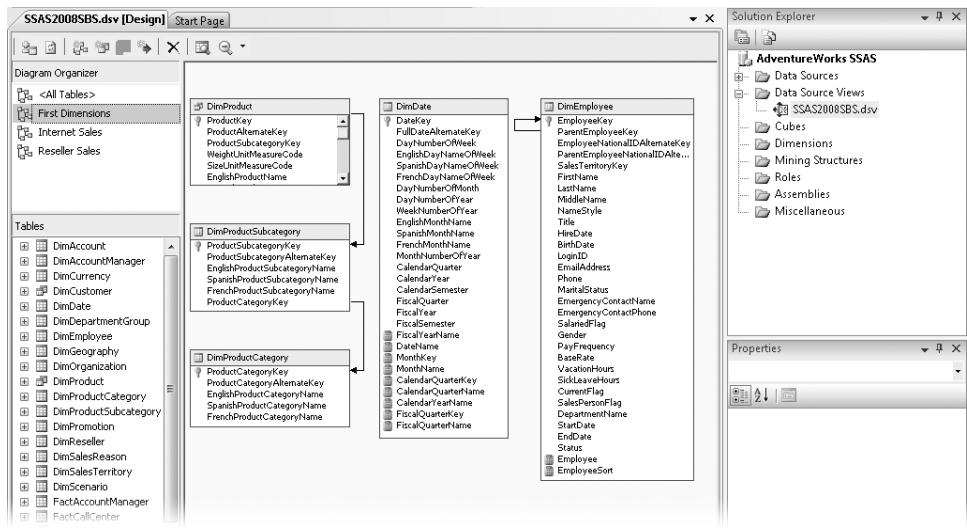 SSAS2008SBS.dsv [Design]
Start Page
Diagram Organizer
<All Tables>
First Dimensions
Internet Sales
Reseller Sales
Tables
DimAccount
DimAccountManager
DimCurrency
DimCustomer
DimDate
DimDepartmentGroup
DimEmployee
DimGeography
DimOrganization
DimProduct
DimProductCategory
DimProductSubcategory
DimPromotion
DimReseller
DimSalesReason
DimSalesTerritory
DimScenario
FactAccountManager
FactCallCenter
DimProduct
ProductKey
ProductAlternateKey
ProductSubcategoryKey
WeightUnitMeasureCode
SizeUnitMeasureCode
EnglishProductName
DimProductSubcategory
ProductSubcategoryKey
ProductSubcategoryAlternateKey
EnglishProductSubcategoryName
SpanishProductSubcategoryName
FrenchProductSubcategoryName
ProductCategoryKey
DimProductCategory
ProductCategoryKey
ProductCategoryAlternateKey
EnglishProductCategoryName
SpanishProductCategoryName
FrenchProductCategoryName
DimDate
DateKey
FullDateAlternateKey
DayNumberOfWeek
EnglishDayNameOfWeek
SpanishDayNameOfWeek
FrenchDayNameOfWeek
DayNumberOfMonth
DayNumberOfYear
WeekNumberOfYear
EnglishMonthName
SpanishMonthName
FrenchMonthName
MonthNumberOfYear
CalendarQuarter
CalendarYear
CalendarSemester
FiscalQuarter
FiscalYear
FiscalSemester
FiscalYearName
DateName
MonthKey
MonthName
CalendarQuarterKey
CalendarQuarterName
CalendarYearName
FiscalQuarterKey
FiscalQuarterName
DimEmployee
EmployeeKey
ParentEmployeeKey
EmployeeNationalIDAlternateKey
ParentEmployeeNationalIDAlte...
SalesTerritoryKey
FirstName
LastName
MiddleName
NameStyle
Title
HireDate
BirthDate
LoginID
EmailAddress
Phone
MaritalStatus
EmergencyContactName
EmergencyContactPhone
SalariedFlag
Gender
PayFrequency
BaseRate
VacationHours
SickLeaveHours
CurrentFlag
SalesPersonFlag
DepartmentName
StartDate
EndDate
Status
Employee
EmployeeSort
Solution Explorer
AdventureWorks SSAS
Data Sources
Data Source Views
SSAS2008SBS.dsv
Cubes
Dimensions
Mining Structures
Roles
Assemblies
Miscellaneous
Properties